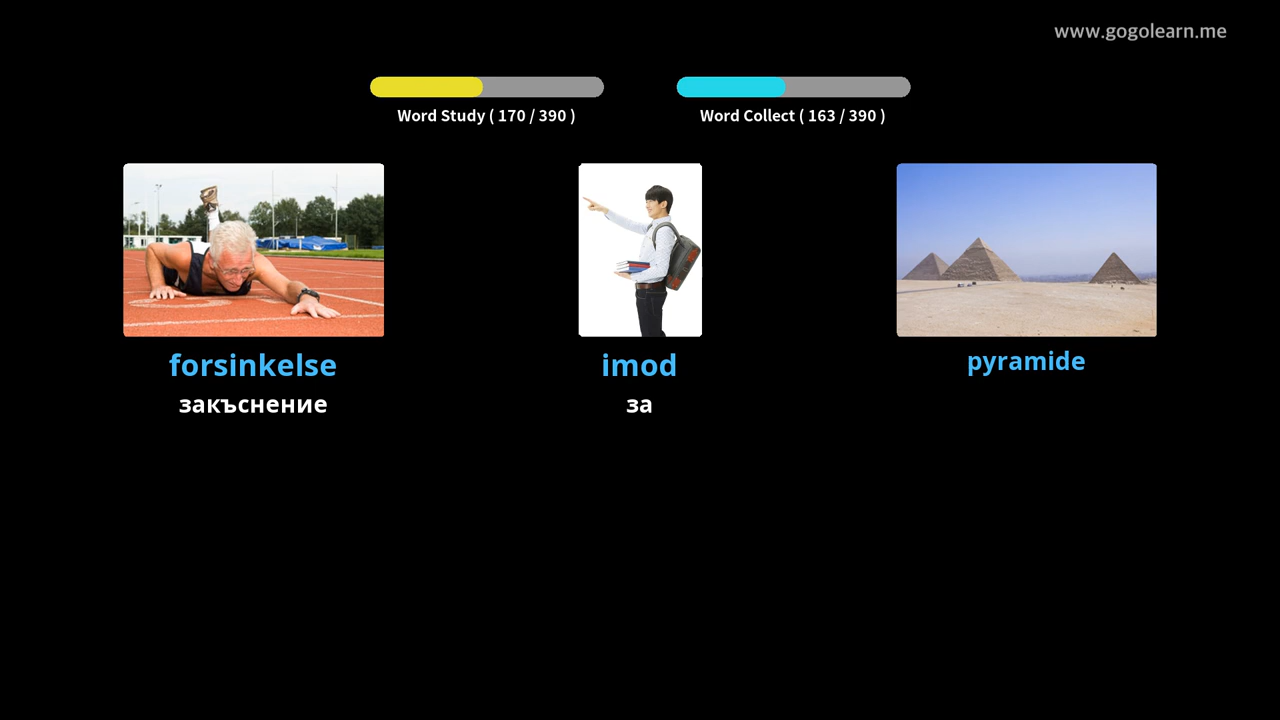 www.gogolearn.me
Word Study ( 170 / 390 )
Word Collect ( 163 / 390 )
forsinkelse
imod
pyramide
закъснение
за